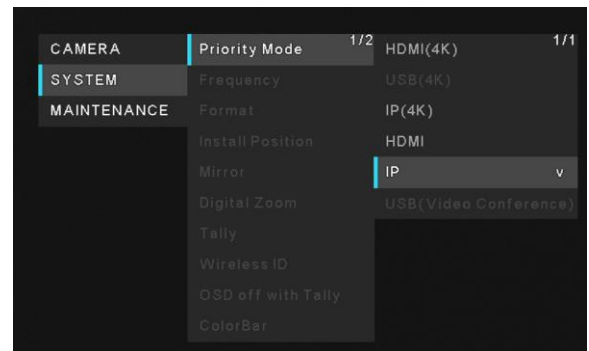 CAMERA
SYSTEM
MAINTENANCE
Priority Mode 1/2
Frequency
Format
Install Position
Mirror
Digital Zoom
Tally
Wireless ID
OSD off with Tally
ColorBar
HDMI(4K) 1/1
USB(4K)
IP(4K)
HDMI
IP v
USB(Video Conference)